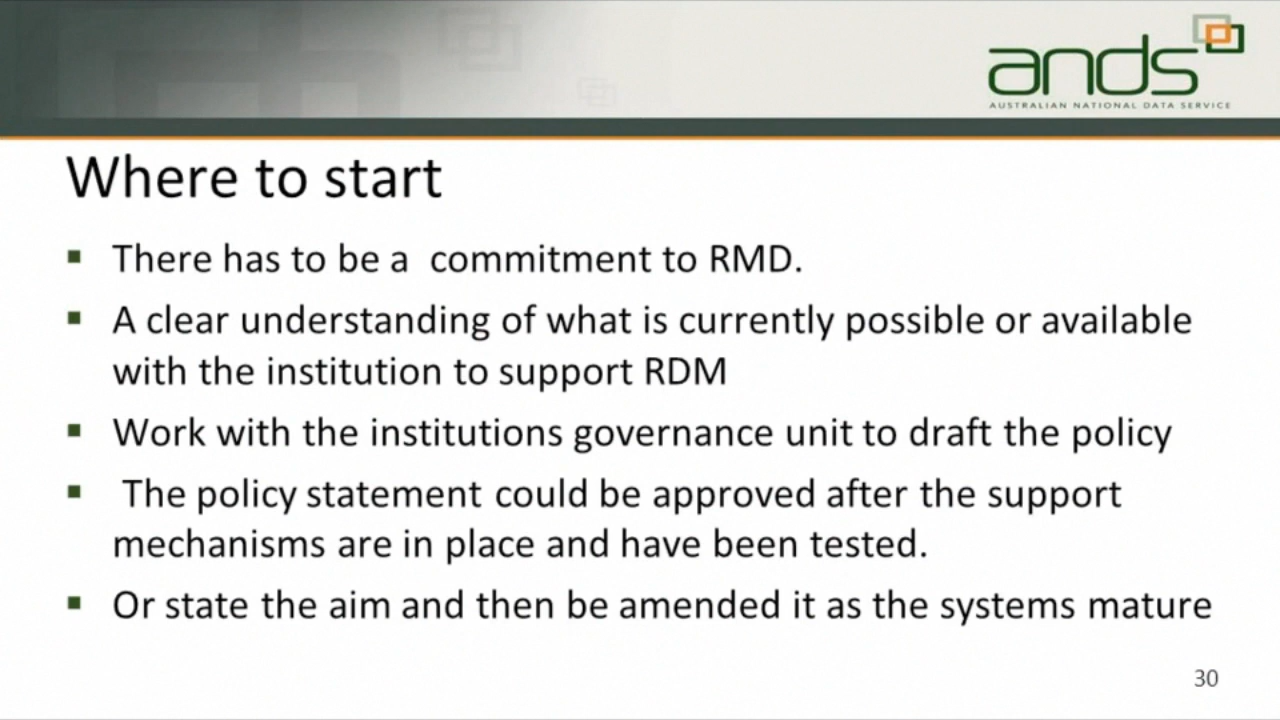 ands
AUSTRALIAN NATIONAL DATA SERVICE
Where to start
▪ There has to be a  commitment to RMD.
▪ A clear understanding of what is currently possible or available
with the institution to support RDM
▪ Work with the institutions governance unit to draft the policy
▪  The policy statement could be approved after the support
mechanisms are in place and have been tested.
▪ Or state the aim and then be amended it as the systems mature
30